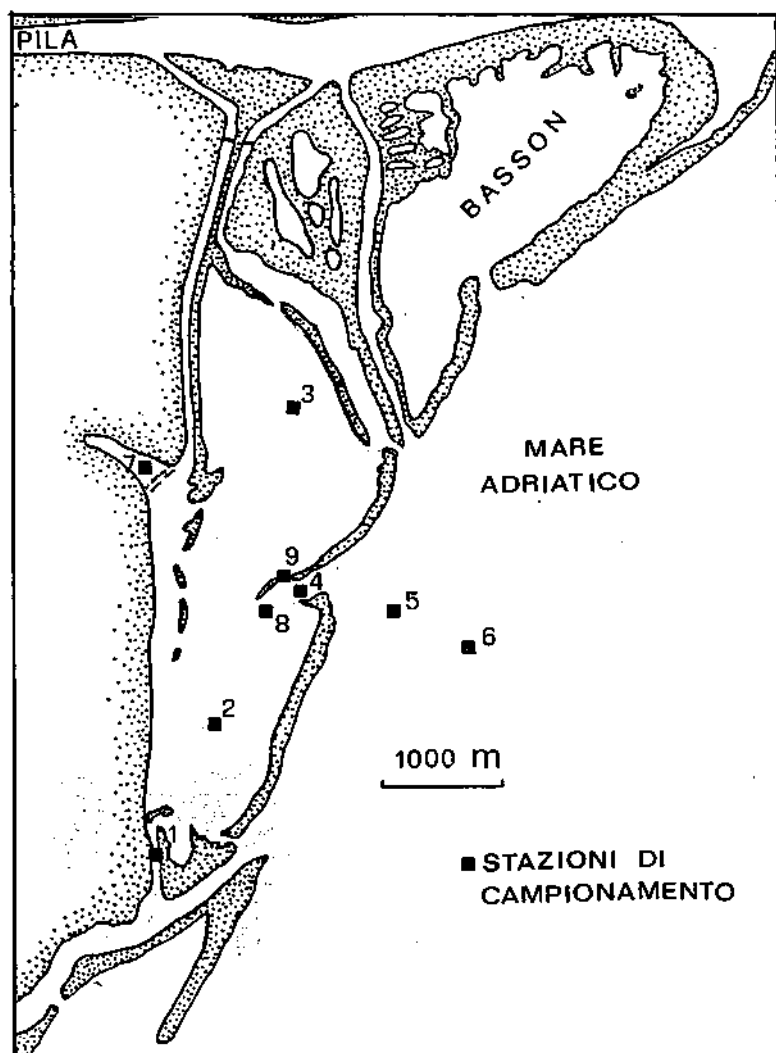 PILA
BASSON
3
MARE
ADRIATICO
7
9
4
8
5
6
2
1000 m
1
STAZIONI DI
CAMPIONAMENTO